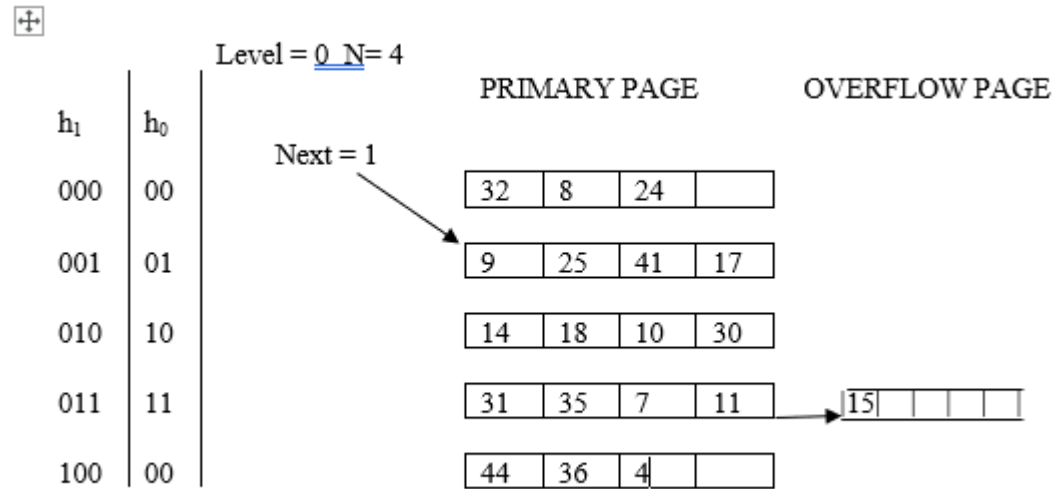 Level = 0 N= 4
PRIMARY PAGE OVERFLOW PAGE
h₁ h₀
Next = 1
000 00 32 8 24
001 01 9 25 41 17
010 10 14 18 10 30
011 11 31 35 7 11 15
100 00 44 36 4